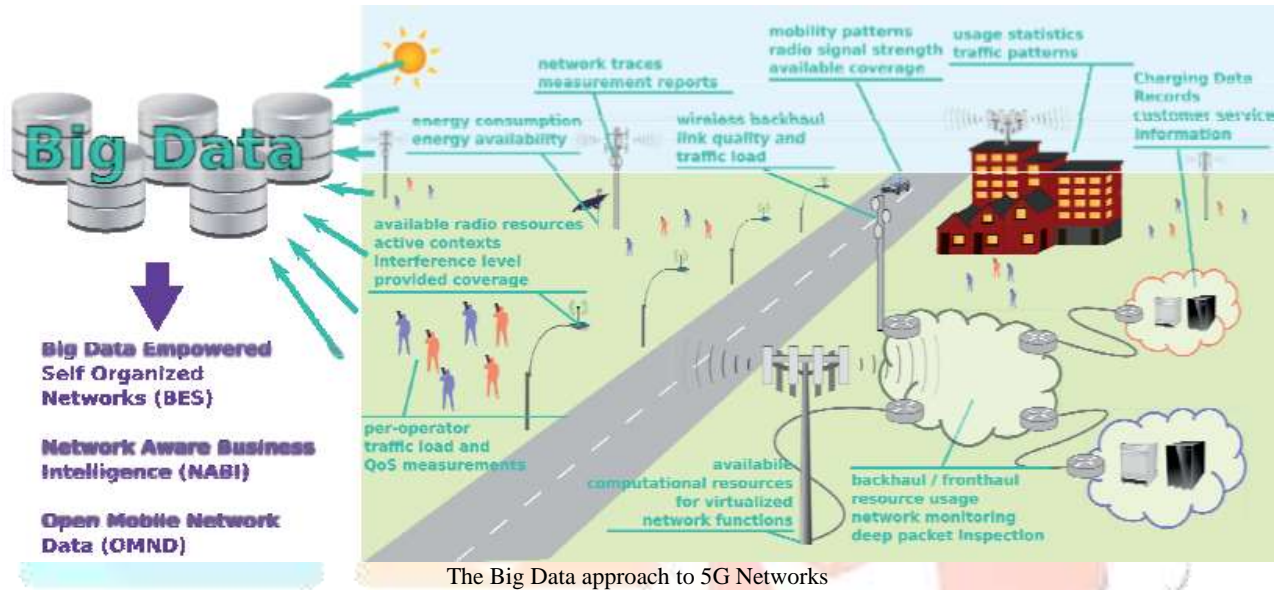 Big Data
Big Data Empowered
Self Organized
Networks (BES)
Network Aware Business
Intelligence (NABI)
Open Mobile Network
Data (OMND)
network traces
measurement reports
mobility patterns
radio signal strength
available coverage
usage statistics
traffic patterns
Charging Data
Records
customer service
information
energy consumption
energy availability
wireless backhaul
link quality and
traffic load
available radio resources
active contexts
interference level
provided coverage
per-operator
traffic load and
QoS measurements
available
computational resources
for virtualized
network functions
backhaul / fronthaul
resource usage
network monitoring
deep packet inspection
The Big Data approach to 5G Networks